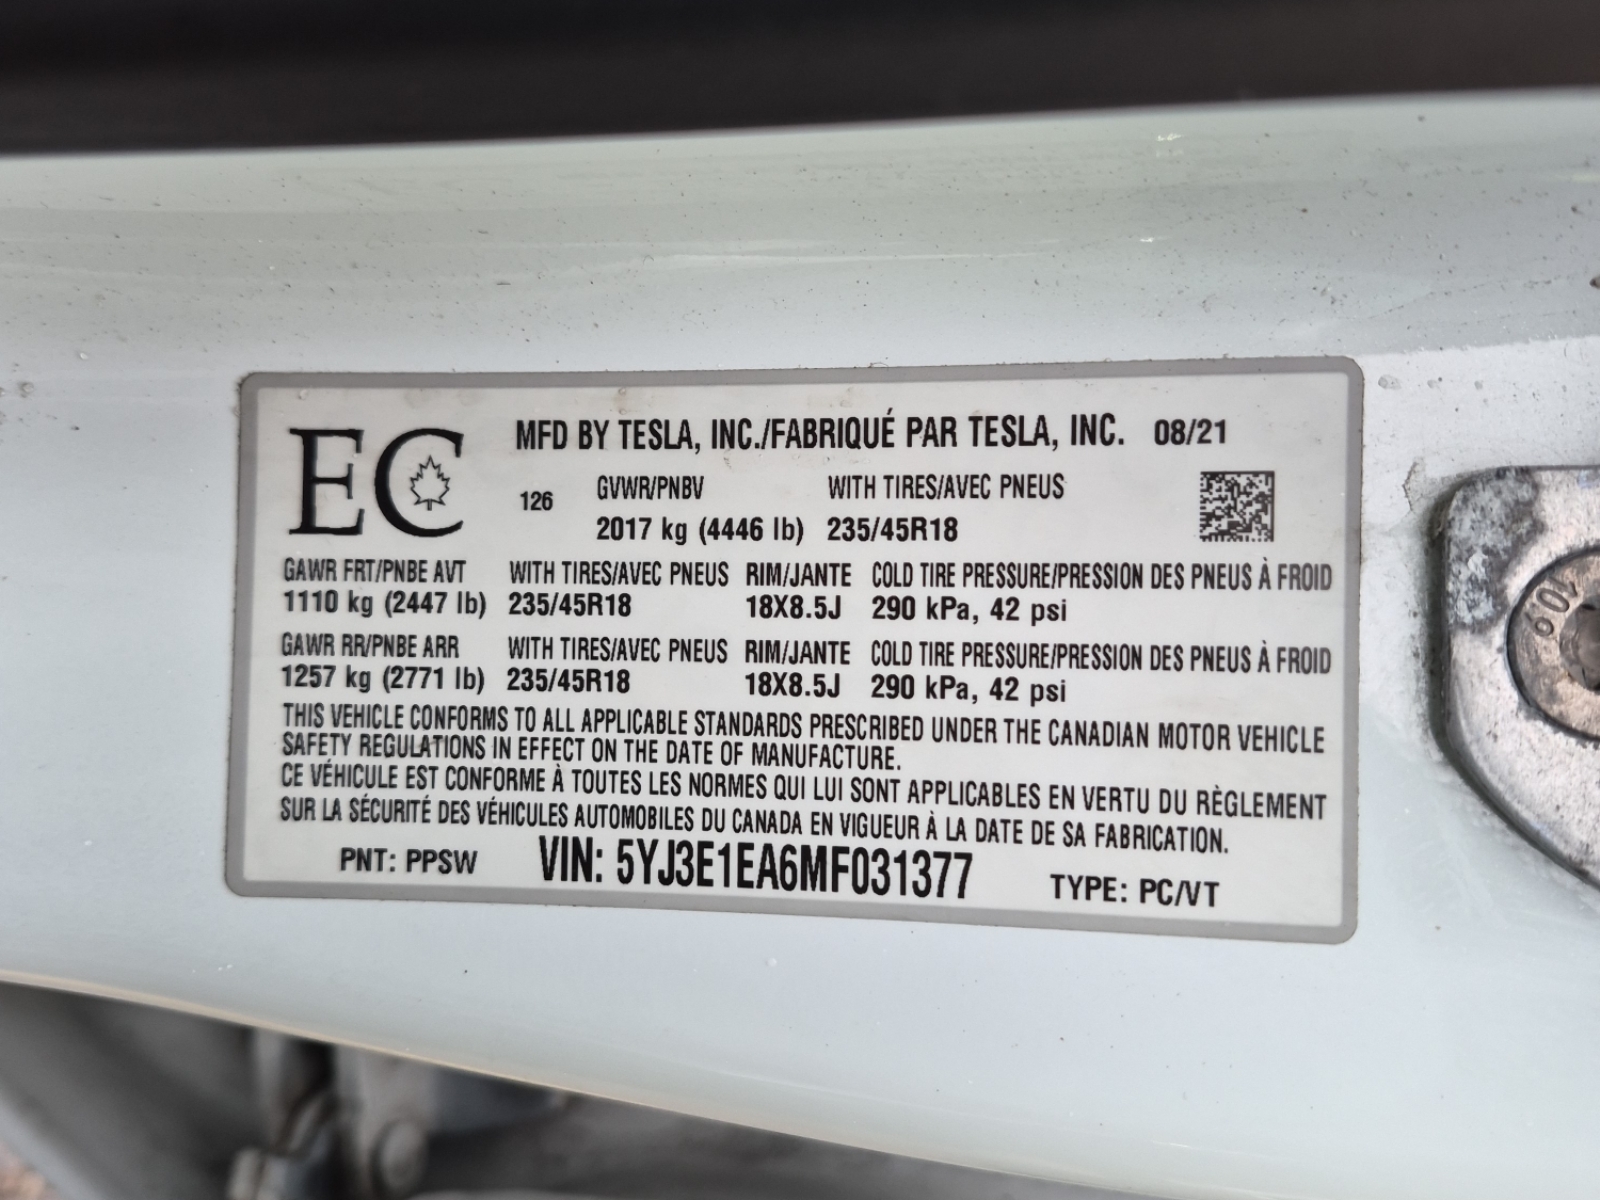 EC
MFD BY TESLA, INC./FABRIQUÉ PAR TESLA, INC. 08/21
126 GVWR/PNBV WITH TIRES/AVEC PNEUS
2017 kg (4446 lb) 235/45R18
GAWR FRT/PNBE AVT WITH TIRES/AVEC PNEUS RIM/JANTE COLD TIRE PRESSURE/PRESSION DES PNEUS À FROID
1110 kg (2447 lb) 235/45R18 18X8.5J 290 kPa, 42 psi
GAWR RR/PNBE ARR WITH TIRES/AVEC PNEUS RIM/JANTE COLD TIRE PRESSURE/PRESSION DES PNEUS À FROID
1257 kg (2771 lb) 235/45R18 18X8.5J 290 kPa, 42 psi
THIS VEHICLE CONFORMS TO ALL APPLICABLE STANDARDS PRESCRIBED UNDER THE CANADIAN MOTOR VEHICLE
SAFETY REGULATIONS IN EFFECT ON THE DATE OF MANUFACTURE.
CE VÉHICULE EST CONFORME À TOUTES LES NORMES QUI LUI SONT APPLICABLES EN VERTU DU RÈGLEMENT
SUR LA SÉCURITÉ DES VÉHICULES AUTOMOBILES DU CANADA EN VIGUEUR À LA DATE DE SA FABRICATION.
PNT: PPSW VIN: 5YJ3E1EA6MF031377 TYPE: PC/VT
10.9